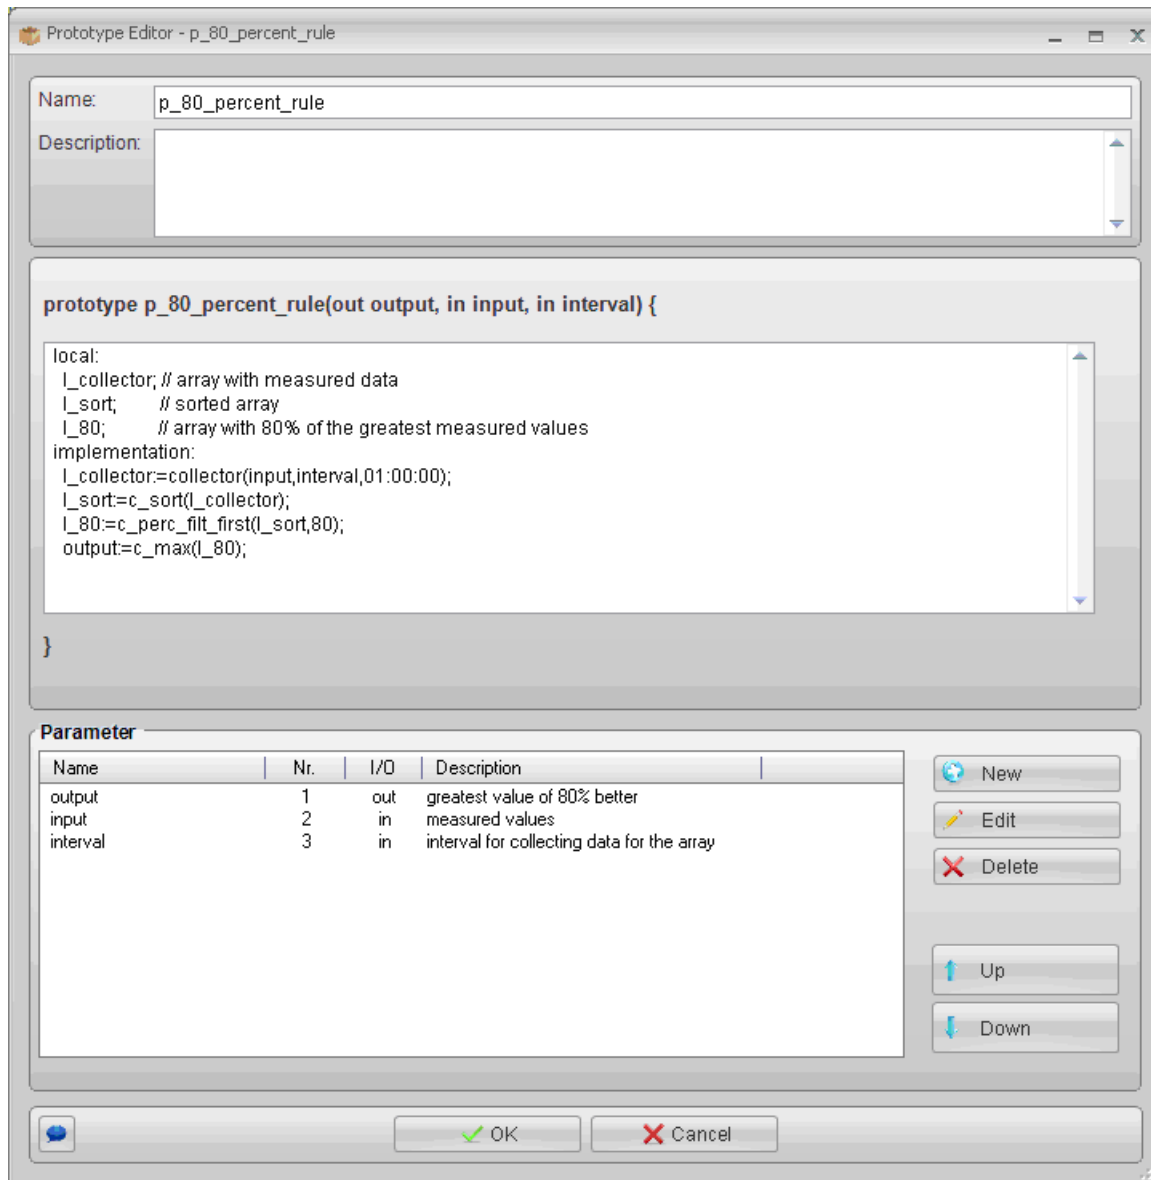 Prototype Editor - p_80_percent_rule
Name: p_80_percent_rule
Description:
prototype p_80_percent_rule(out output, in input, in interval) {
local:
l_collector; // array with measured data
l_sort; // sorted array
l_80; // array with 80% of the greatest measured values
implementation:
l_collector:=collector(input,interval,01:00:00);
l_sort:=c_sort(l_collector);
l_80:=c_perc_filt_first(l_sort,80);
output:=c_max(l_80);
}
Parameter
Name Nr. I/O Description
output 1 out greatest value of 80% better
input 2 in measured values
interval 3 in interval for collecting data for the array
New
Edit
Delete
Up
Down
OK Cancel